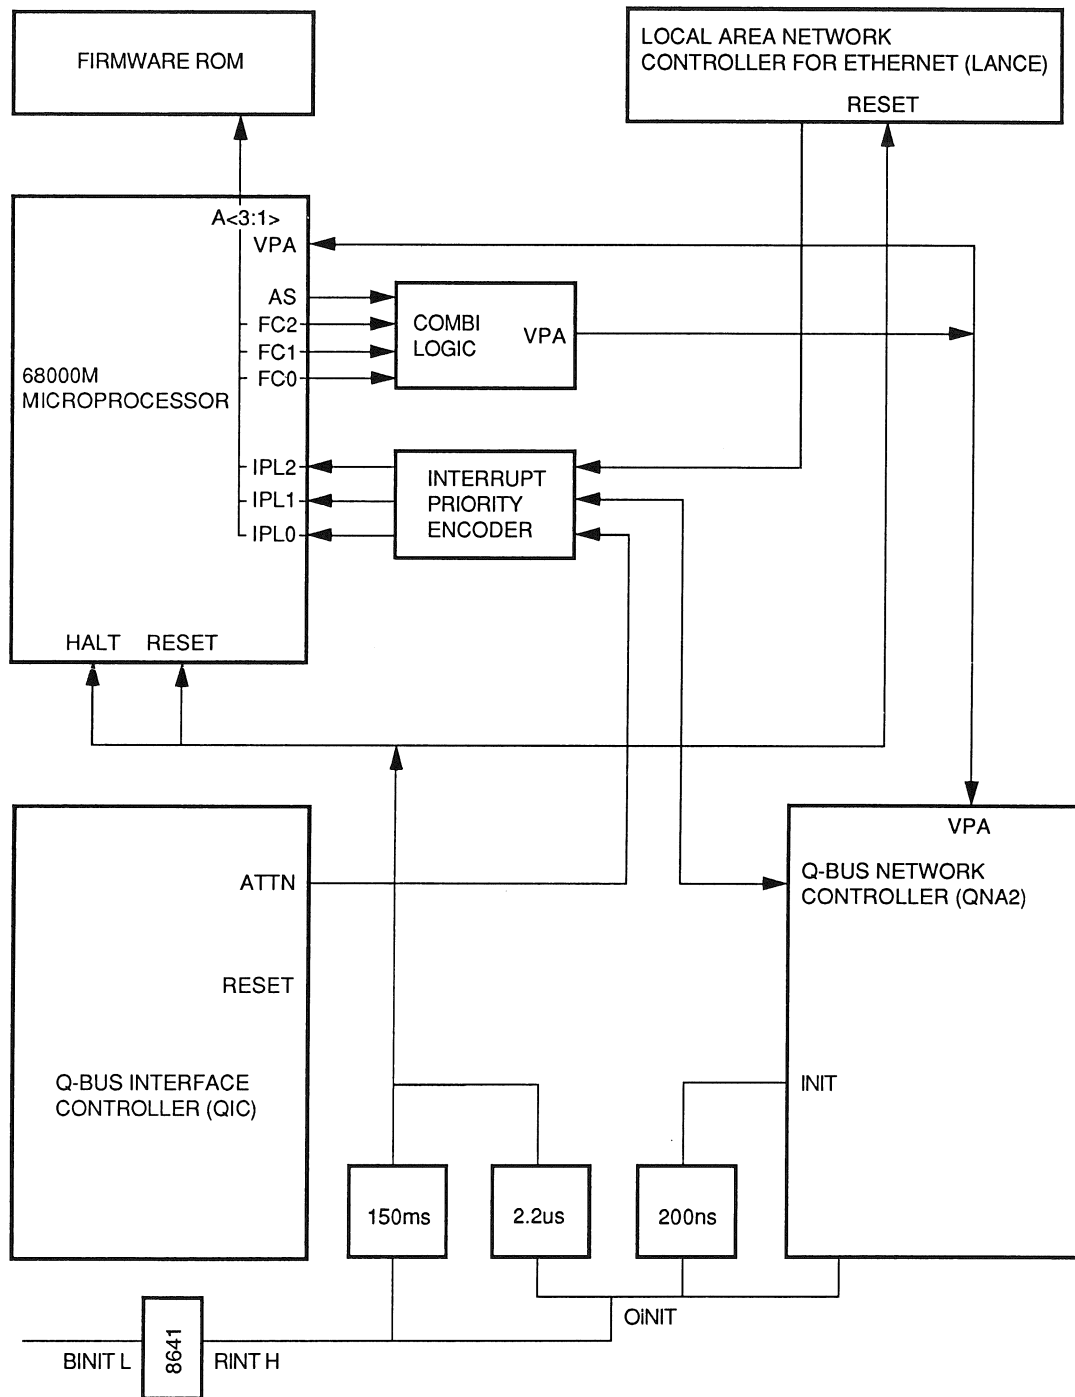 FIRMWARE ROM
LOCAL AREA NETWORK
CONTROLLER FOR ETHERNET (LANCE)
RESET
A<3:1>
VPA
AS
FC2
FC1
FC0
68000M
MICROPROCESSOR
COMBI
LOGIC
VPA
IPL2
IPL1
IPL0
INTERRUPT
PRIORITY
ENCODER
HALT
RESET
ATTN
RESET
Q-BUS INTERFACE
CONTROLLER (QIC)
VPA
Q-BUS NETWORK
CONTROLLER (QNA2)
INIT
150ms
2.2us
200ns
OiNIT
BINIT L
8641
RINT H